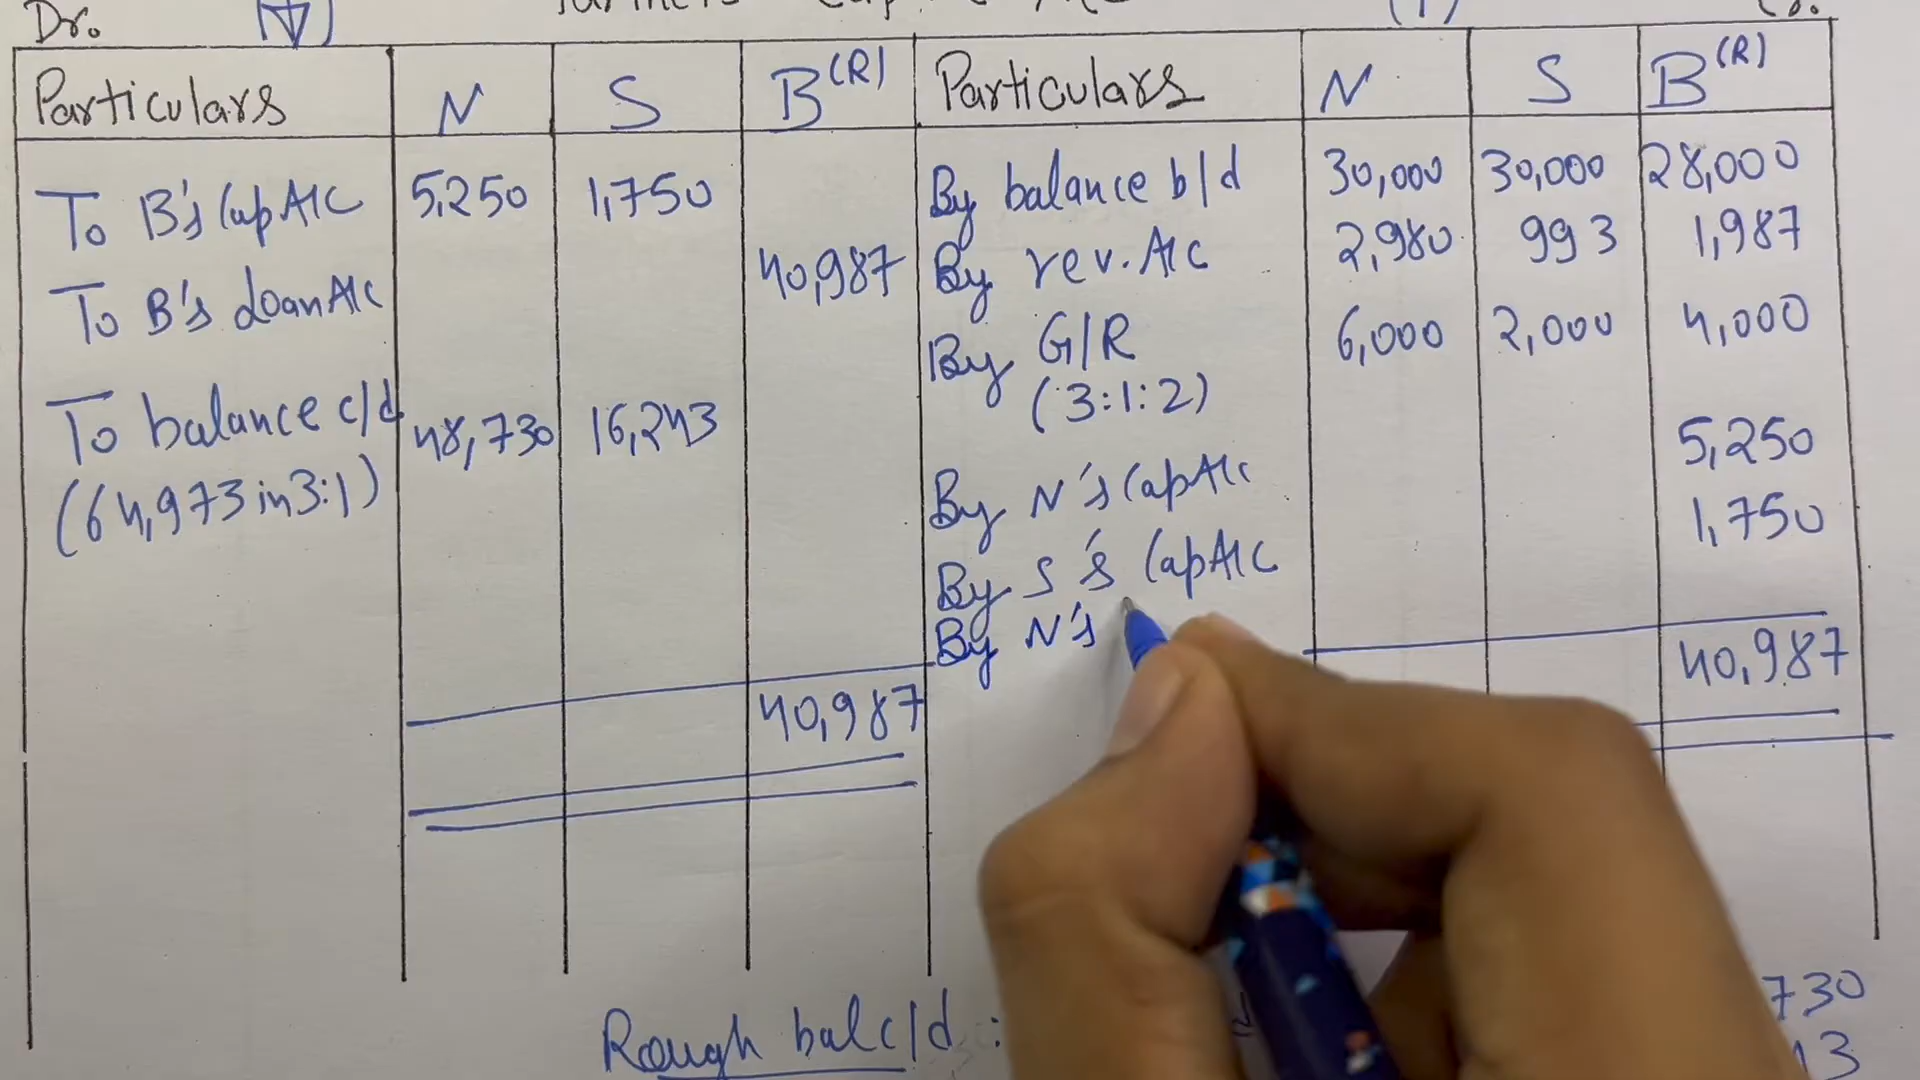 Dr.
Particulars N S B(R) Particulars N S B(R)
To B's Cap A/C 5,250 1,750 By balance b/d 30,000 30,000 28,000
To B's Loan A/C 40,987 By rev. A/C 2,980 993 1,987
By G/R 6,000 2,000 4,000
(3:1:2)
To balance c/d 48,730 16,243
(64,973 in 3:1)
By N's Cap A/C 5,250
By S's Cap A/C 1,750
By N's
40,987 40,987
Rough bal c/d :
730